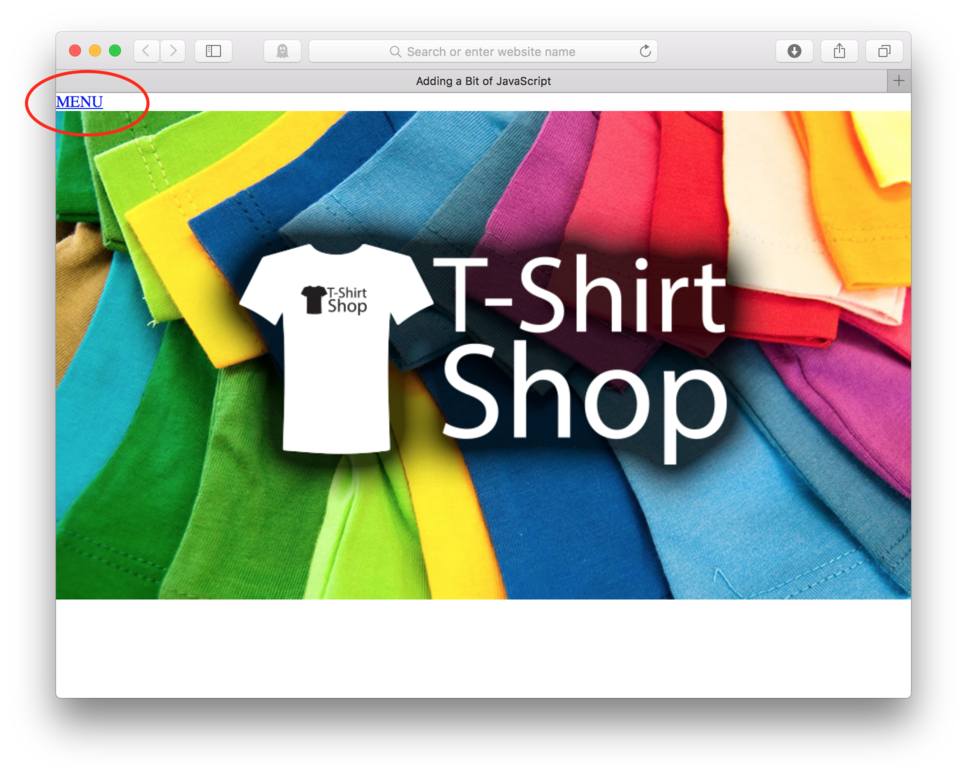 Search or enter website name
Adding a Bit of JavaScript
MENU
T-Shirt
Shop
T-Shirt
Shop